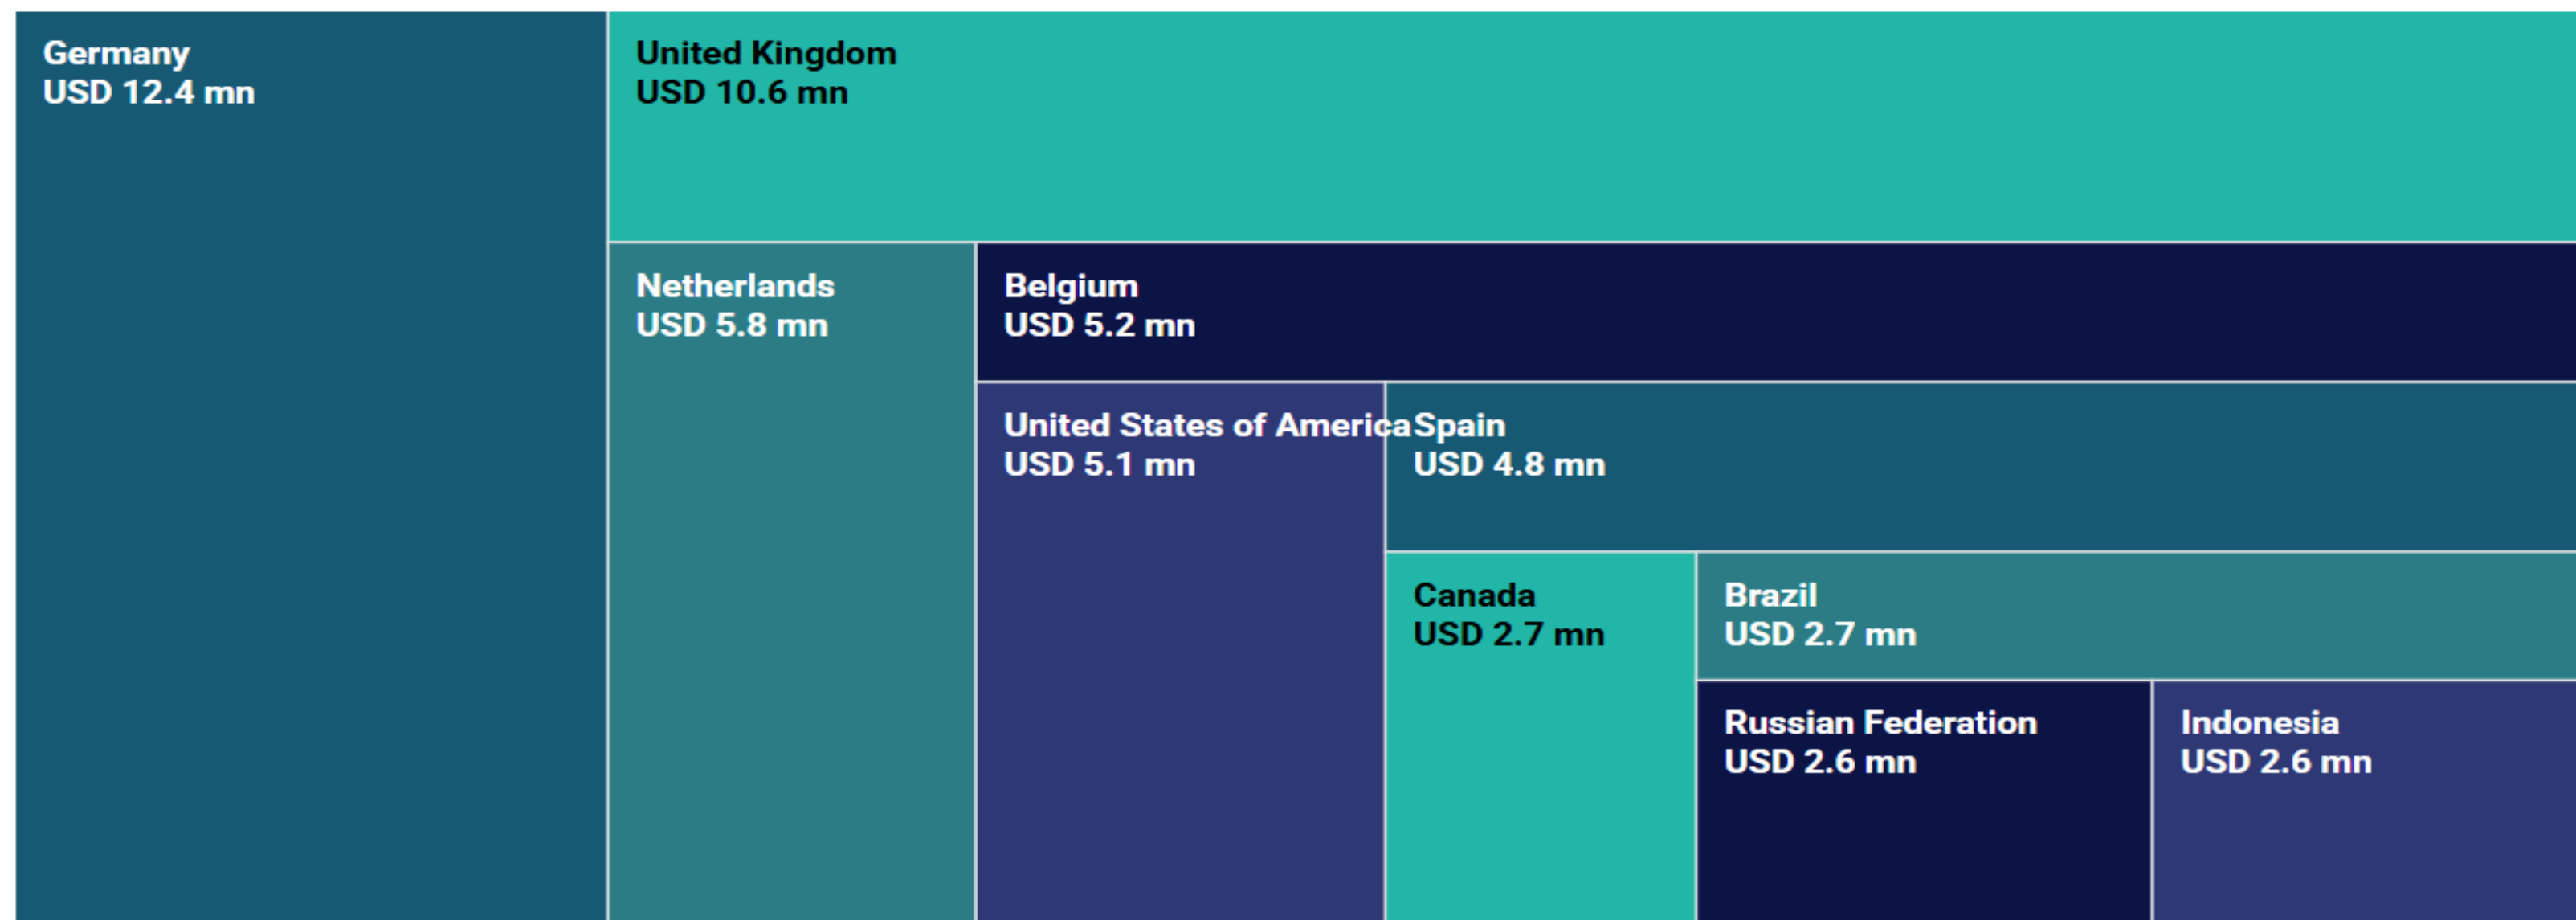 Germany
USD 12.4 mn
United Kingdom
USD 10.6 mn
Netherlands
USD 5.8 mn
Belgium
USD 5.2 mn
United States of America
USD 5.1 mn
Spain
USD 4.8 mn
Canada
USD 2.7 mn
Brazil
USD 2.7 mn
Russian Federation
USD 2.6 mn
Indonesia
USD 2.6 mn